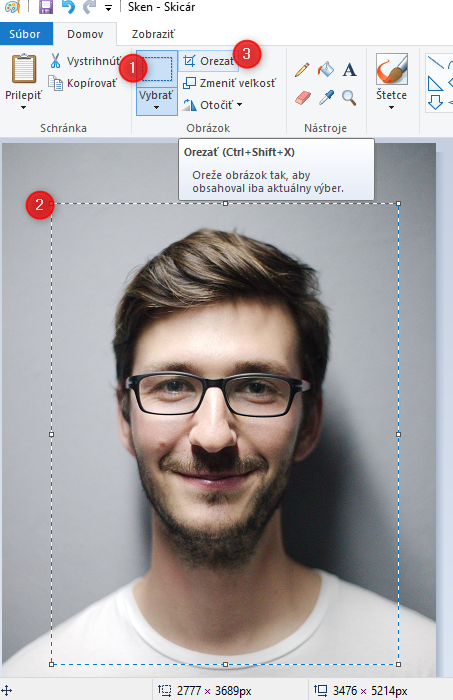 Sken - Skicár
Súbor
Domov
Zobraziť
Prilepiť
Vystrihnúť
Kopírovať
Schránka
1
Vybrať
Orezať
3
Zmeniť veľkosť
Otočiť
Obrázok
A
Nástroje
Štetce
Orezať (Ctrl+Shift+X)
Oreže obrázok tak, aby
obsahoval iba aktuálny výber.
2
2777 × 3689px
3476 × 5214px